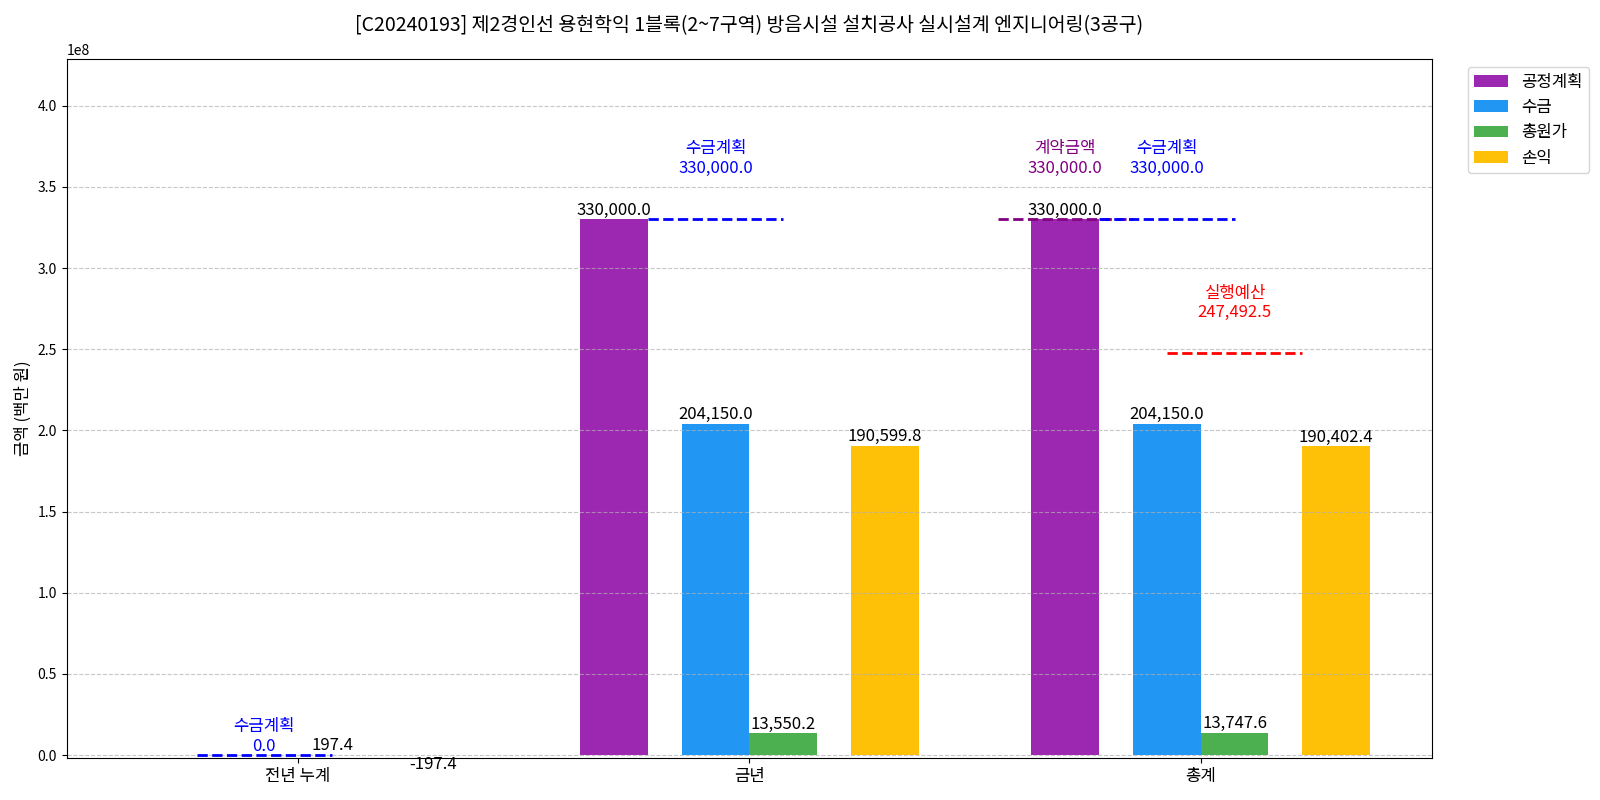 [C20240193] 제2경인선 용현학익 1블록(2~7구역) 방음시설 설치공사 실시설계 엔지니어링(3공구)
1e8
공정계획
수금
총원가
손익
금액 (백만 원)
4.0
3.5
3.0
2.5
2.0
1.5
1.0
0.5
0.0
수금계획
0.0
197.4
-197.4
수금계획
330,000.0
330,000.0
204,150.0
13,550.2
190,599.8
계약금액
330,000.0
수금계획
330,000.0
330,000.0
실행예산
247,492.5
204,150.0
13,747.6
190,402.4
전년 누계
금년
총계